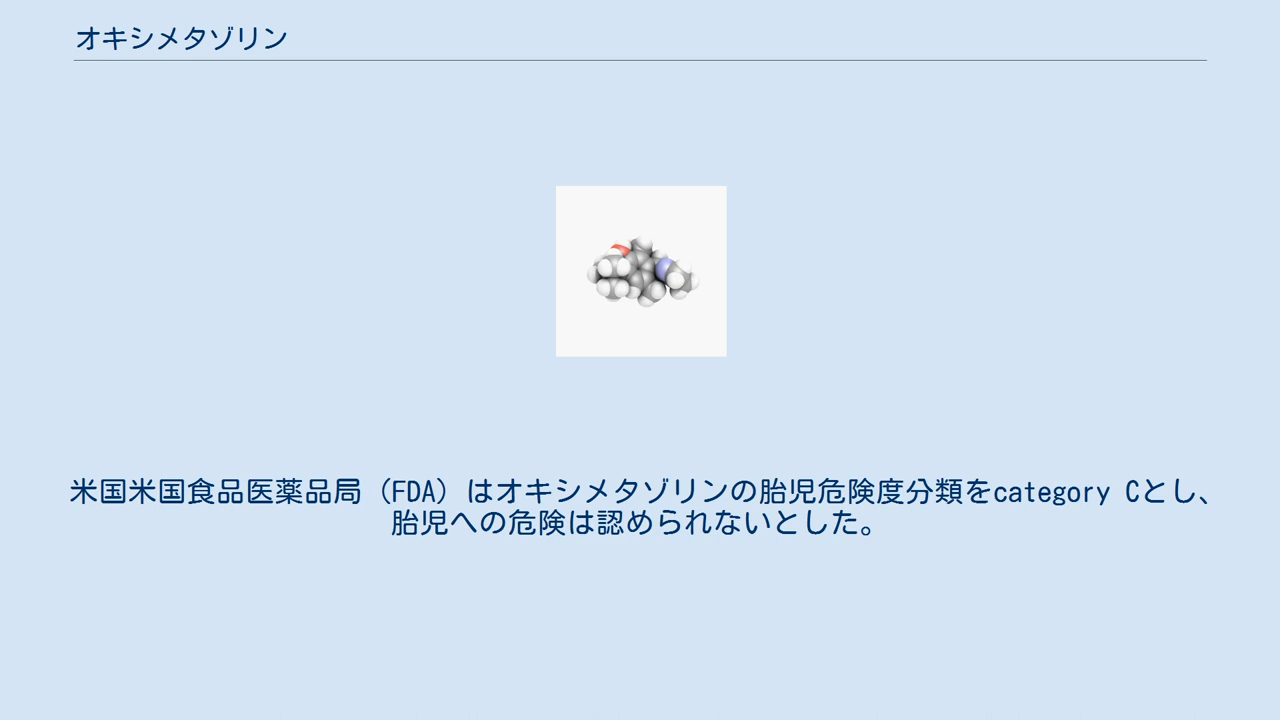 オキシメタゾリン
米国米国食品医薬品局（FDA）はオキシメタゾリンの胎児危険度分類をcategory Cとし、
胎児への危険は認められないとした。